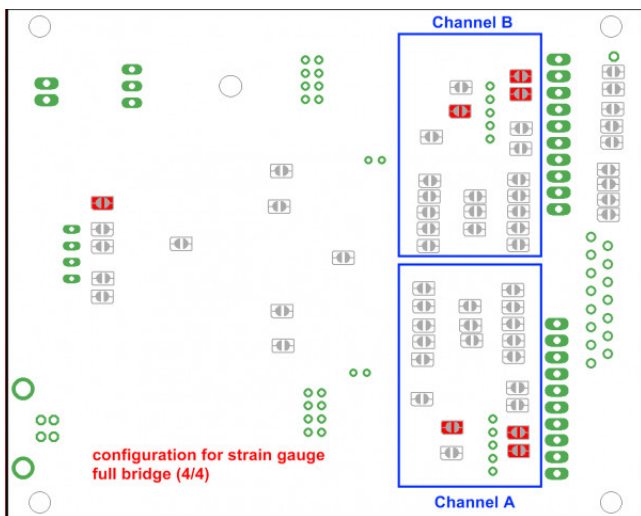 Channel B
configuration for strain gauge
full bridge (4/4)
Channel A